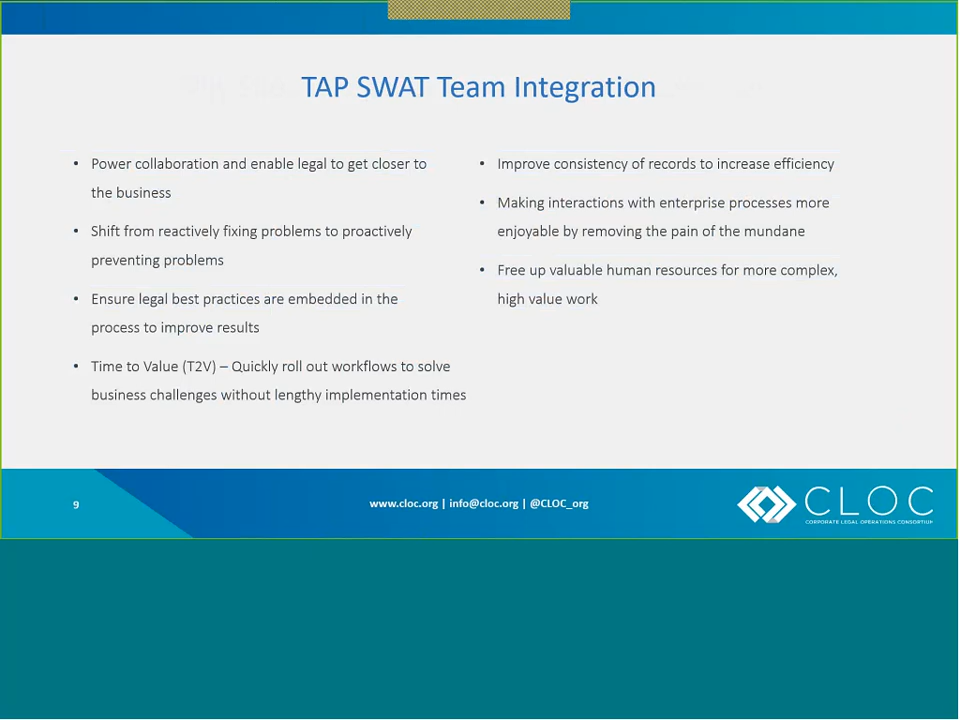 TAP SWAT Team Integration
• Power collaboration and enable legal to get closer to
the business
• Shift from reactively fixing problems to proactively
preventing problems
• Ensure legal best practices are embedded in the
process to improve results
• Time to Value (T2V) – Quickly roll out workflows to solve
business challenges without lengthy implementation times
• Improve consistency of records to increase efficiency
• Making interactions with enterprise processes more
enjoyable by removing the pain of the mundane
• Free up valuable human resources for more complex,
high value work
9
www.cloc.org | info@cloc.org | @CLOC_org
CLOC
CORPORATE LEGAL OPERATIONS CONSORTIUM